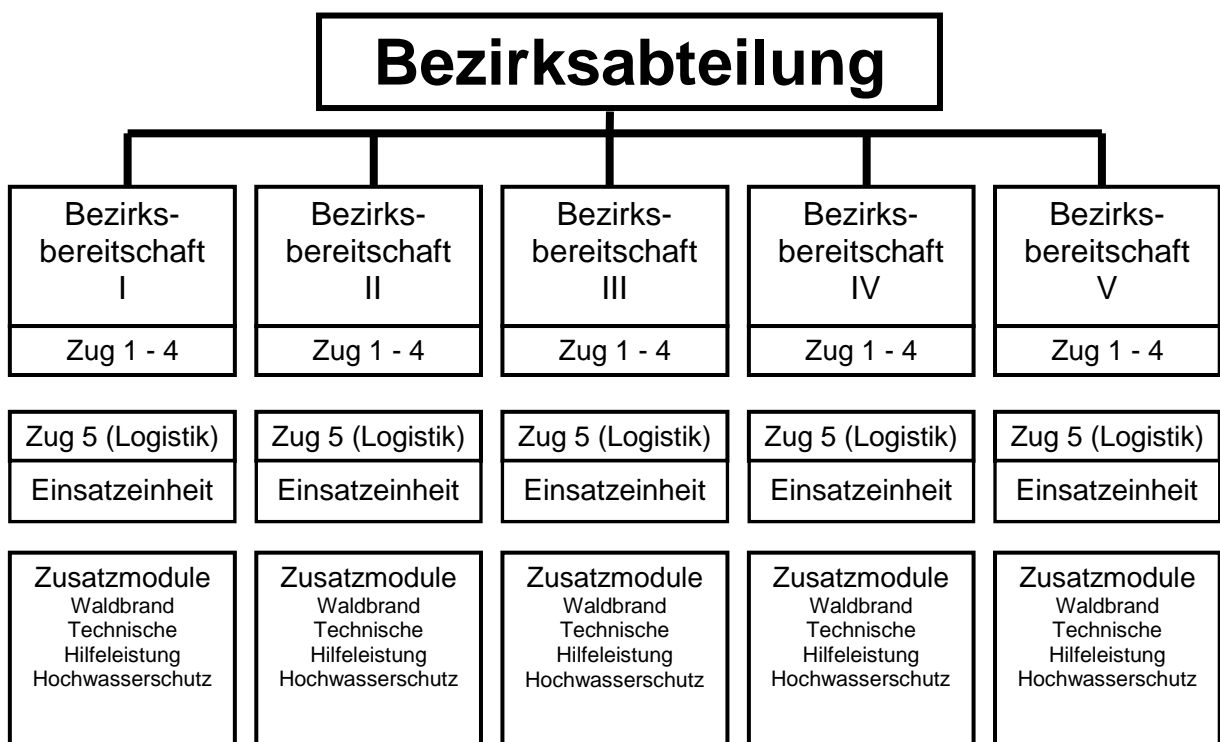 Bezirksabteilung
Bezirks-
bereitschaft
I
Zug 1 - 4
Bezirks-
bereitschaft
II
Zug 1 - 4
Bezirks-
bereitschaft
III
Zug 1 - 4
Bezirks-
bereitschaft
IV
Zug 1 - 4
Bezirks-
bereitschaft
V
Zug 1 - 4
Zug 5 (Logistik)
Einsatzeinheit
Zug 5 (Logistik)
Einsatzeinheit
Zug 5 (Logistik)
Einsatzeinheit
Zug 5 (Logistik)
Einsatzeinheit
Zug 5 (Logistik)
Einsatzeinheit
Zusatzmodule
Waldbrand
Technische
Hilfeleistung
Hochwasserschutz
Zusatzmodule
Waldbrand
Technische
Hilfeleistung
Hochwasserschutz
Zusatzmodule
Waldbrand
Technische
Hilfeleistung
Hochwasserschutz
Zusatzmodule
Waldbrand
Technische
Hilfeleistung
Hochwasserschutz
Zusatzmodule
Waldbrand
Technische
Hilfeleistung
Hochwasserschutz